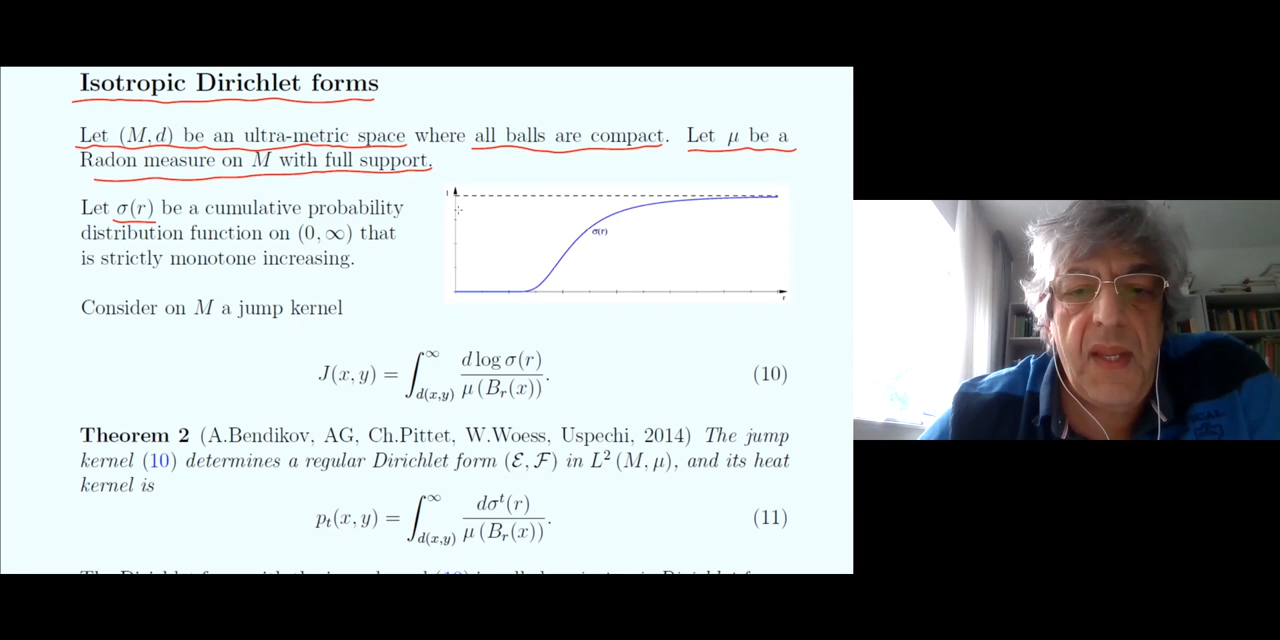 Isotropic Dirichlet forms
Let (M, d) be an ultra-metric space where all balls are compact. Let μ be a
Radon measure on M with full support.
Let σ(r) be a cumulative probability
distribution function on (0, ∞) that
is strictly monotone increasing.
1
σ(r)
r
Consider on M a jump kernel
J(x, y) = ∫_{d(x,y)}^{∞} d log σ(r) / μ(B_r(x)). (10)
Theorem 2 (A.Bendikov, AG, Ch.Pittet, W.Woess, Uspechi, 2014) The jump
kernel (10) determines a regular Dirichlet form (ℰ, ℱ) in L² (M, μ), and its heat
kernel is
p_t(x, y) = ∫_{d(x,y)}^{∞} dσ^t(r) / μ(B_r(x)). (11)